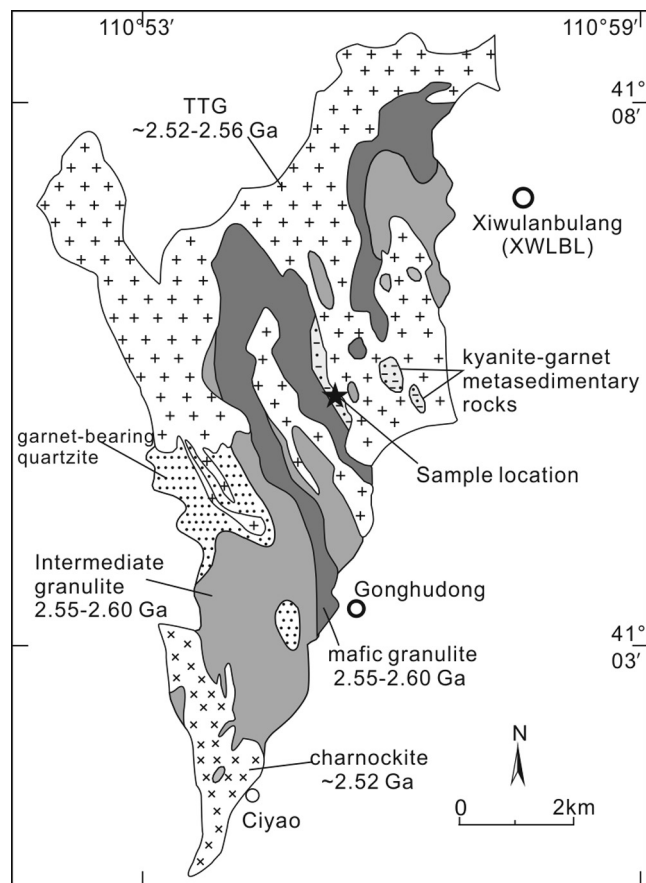 110°53′
110°59′
41°
08′
TTG
~2.52-2.56 Ga
Xiwulanbulang
(XWLBL)
kyanite-garnet
metasedimentary
rocks
garnet-bearing
quartzite
Sample location
Intermediate
granulite
2.55-2.60 Ga
Gonghudong
41°
03′
mafic granulite
2.55-2.60 Ga
N
charnockite
~2.52 Ga
0 2km
Ciyao